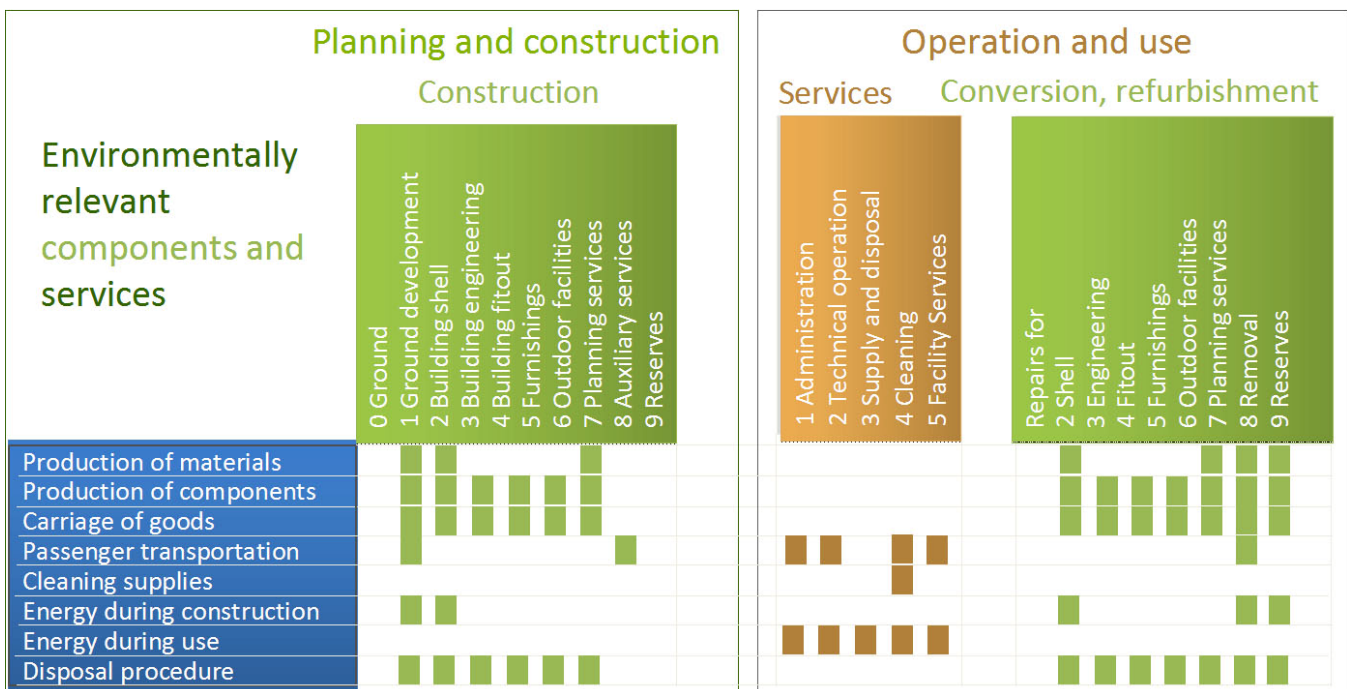 Planning and construction
Construction
Environmentally
relevant
components and
services
0 Ground
1 Ground development
2 Building shell
3 Building engineering
4 Building fitout
5 Furnishings
6 Outdoor facilities
7 Planning services
8 Auxiliary services
9 Reserves
Operation and use
Services
Conversion, refurbishment
1 Administration
2 Technical operation
3 Supply and disposal
4 Cleaning
5 Facility Services
Repairs for
2 Shell
3 Engineering
4 Fitout
5 Furnishings
6 Outdoor facilities
7 Planning services
8 Removal
9 Reserves
Production of materials
Production of components
Carriage of goods
Passenger transportation
Cleaning supplies
Energy during construction
Energy during use
Disposal procedure